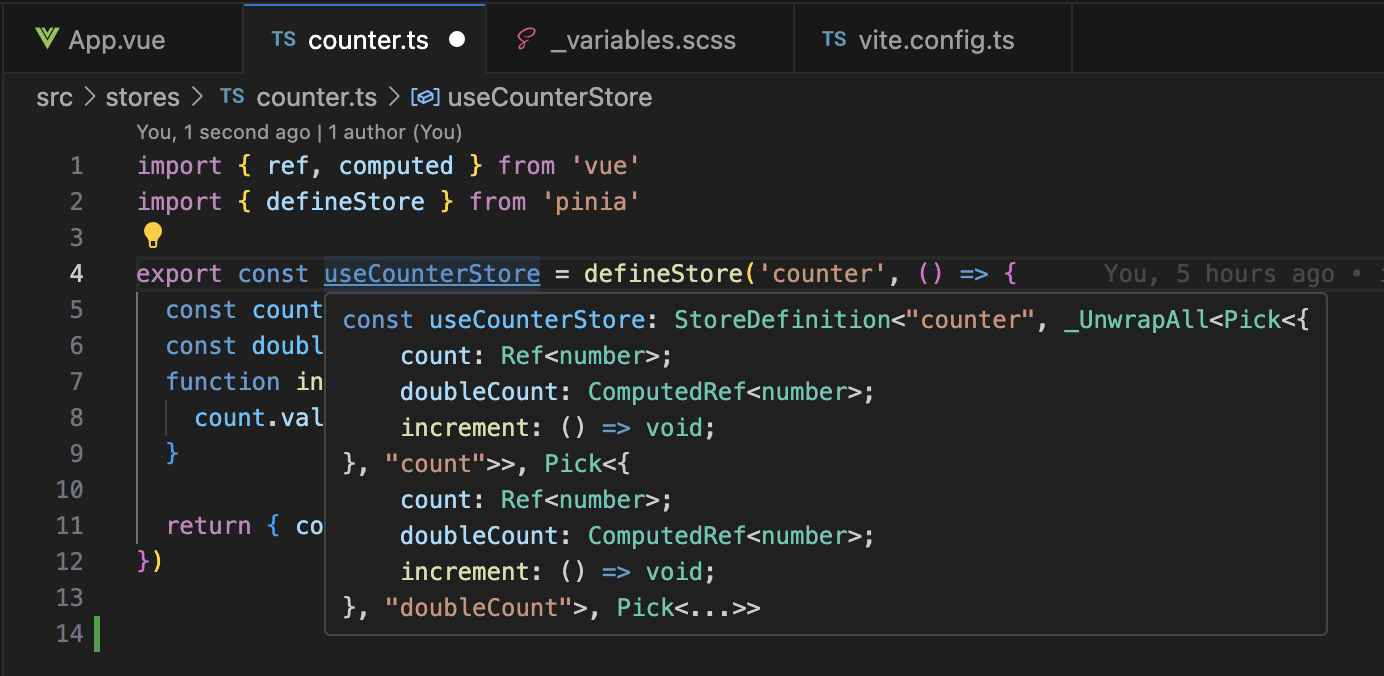 App.vue TS counter.ts _variables.scss TS vite.config.ts
src > stores > TS counter.ts > useCounterStore
You, 1 second ago | 1 author (You)
1 import { ref, computed } from 'vue'
2 import { defineStore } from 'pinia'
3
4 export const useCounterStore = defineStore('counter', () => { You, 5 hours ago •
5 const count
6 const doubl
7 function in
8 count.val
9 }
10
11 return { co
12 })
13
14
const useCounterStore: StoreDefinition<"counter", _UnwrapAll<Pick<{
count: Ref<number>;
doubleCount: ComputedRef<number>;
increment: () => void;
}, "count">>, Pick<{
count: Ref<number>;
doubleCount: ComputedRef<number>;
increment: () => void;
}, "doubleCount">, Pick<...>>